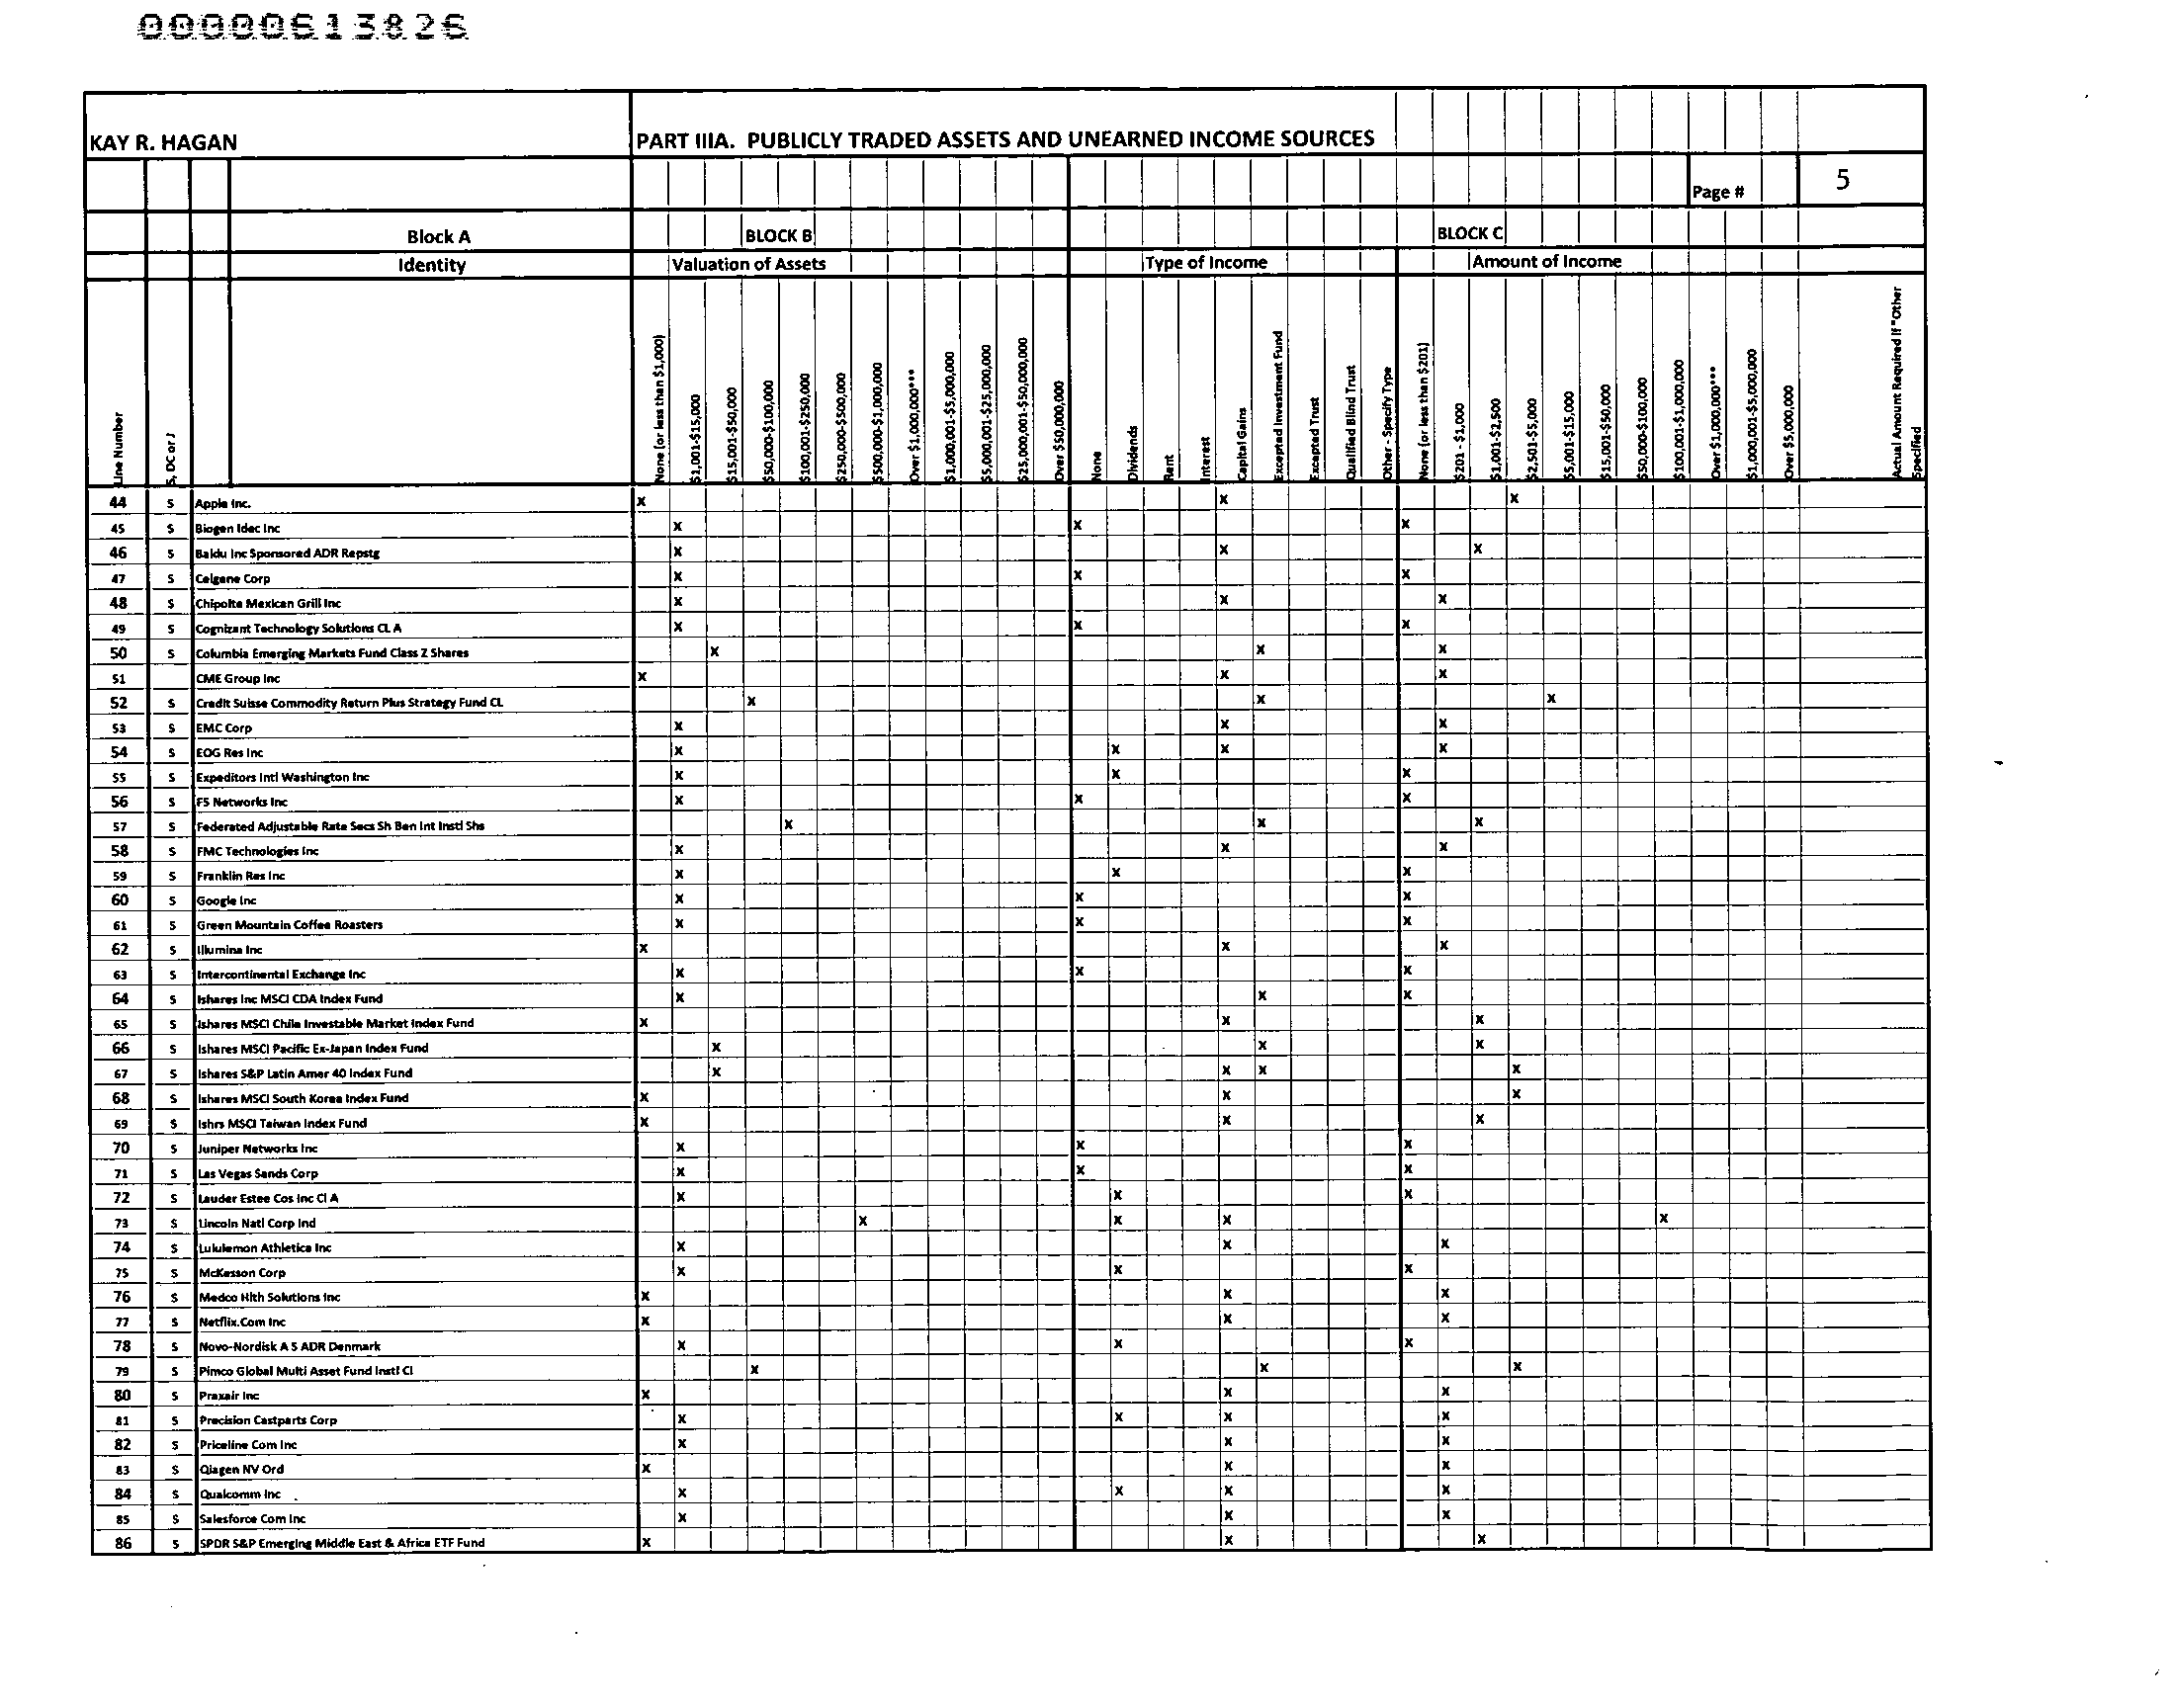 00000613826
KAY R. HAGAN PART IIIA. PUBLICLY TRADED ASSETS AND UNEARNED INCOME SOURCES
Page # 5
Block A BLOCK B BLOCK C
Identity Valuation of Assets Type of Income Amount of Income
Line Number
S, DC or J
None (or less than $1,000)
$1,001-$15,000
$15,001-$50,000
$50,000-$100,000
$100,001-$250,000
$250,000-$500,000
$500,000-$1,000,000
Over $1,000,000***
$1,000,001-$5,000,000
$5,000,001-$25,000,000
$25,000,001-$50,000,000
Over $50,000,000
None
Dividends
Rent
Interest
Capital Gains
Excepted Investment Fund
Excepted Trust
Qualified Blind Trust
Other - Specify Type
None (or less than $201)
$201 - $1,000
$1,001-$2,500
$2,501-$5,000
$5,001-$15,000
$15,001-$50,000
$50,000-$100,000
$100,001-$1,000,000
Over $1,000,000***
$1,000,001-$5,000,000
Over $5,000,000
Actual Amount Required If "Other
Specified
44 S Apple Inc. X X X
45 S Biogen Idec Inc X X X
46 S Baidu Inc Sponsored ADR Repstg X X X
47 S Celgene Corp X X X
48 S Chipolte Mexican Grill Inc X X X
49 S Cognizant Technology Solutions CL A X X X
50 S Columbia Emerging Markets Fund Class Z Shares X X X
51 CME Group Inc X X X
52 S Credit Suisse Commodity Return Plus Strategy Fund CL X X X
53 S EMC Corp X X X
54 S EOG Res Inc X X X X
55 S Expeditors Intl Washington Inc X X X
56 S F5 Networks Inc X X X
57 S Federated Adjustable Rate Secs Sh Ben Int Instl Shs X X X
58 S FMC Technologies Inc X X X
59 S Franklin Res Inc X X X
60 S Google Inc X X X
61 S Green Mountain Coffee Roasters X X X
62 S Illumina Inc X X X
63 S Intercontinental Exchange Inc X X X
64 S Ishares Inc MSCI CDA Index Fund X X X
65 S Ishares MSCI Chile Investable Market Index Fund X X X
66 S Ishares MSCI Pacific Ex-Japan Index Fund X X X
67 S Ishares S&P Latin Amer 40 Index Fund X X X X
68 S Ishares MSCI South Korea Index Fund X X X
69 S Ishrs MSCI Taiwan Index Fund X X X
70 S Juniper Networks Inc X X X
71 S Las Vegas Sands Corp X X X
72 S Lauder Estee Cos Inc Cl A X X X
73 S Lincoln Natl Corp Ind X X X X
74 S Lululemon Athletica Inc X X X
75 S McKesson Corp X X X
76 S Medco Hlth Solutions Inc X X X
77 S Netflix.Com Inc X X X
78 S Novo-Nordisk A S ADR Denmark X X X
79 S Pimco Global Multi Asset Fund Instl Cl X X X
80 S Praxair Inc X X X
81 S Precision Castparts Corp X X X X
82 S Priceline Com Inc X X X
83 S Qiagen NV Ord X X X
84 S Qualcomm Inc X X X X
85 S Salesforce Com Inc X X X
86 S SPDR S&P Emerging Middle East & Africa ETF Fund X X X